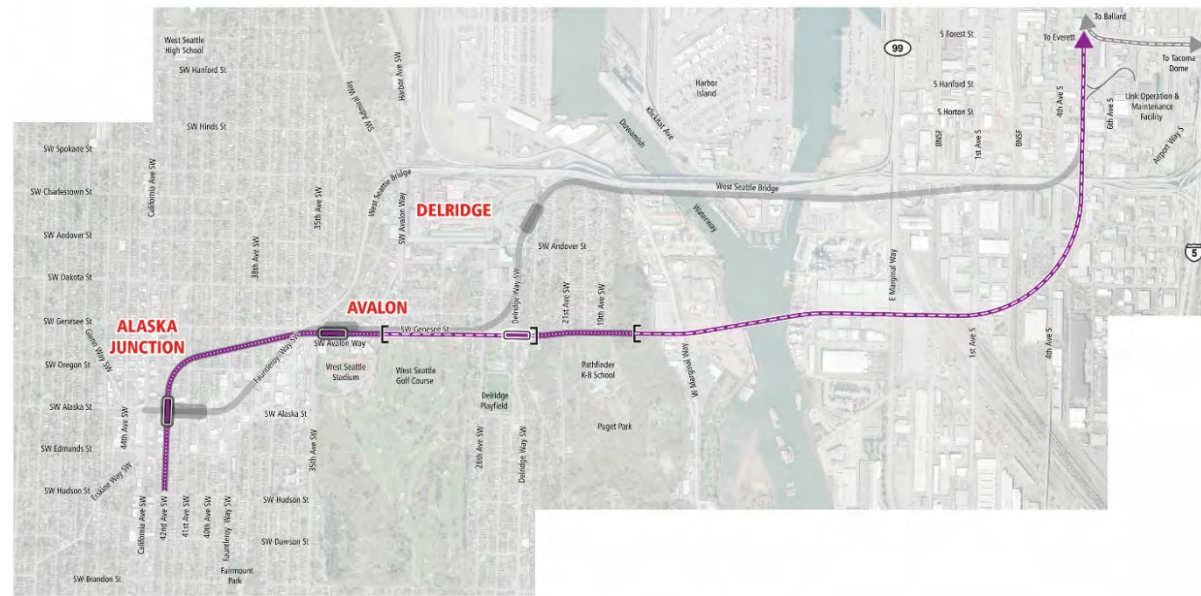 West Seattle
High School
SW Hanford St
SW Hinds St
SW Spokane St
SW Charlestown St
SW Andover St
SW Dakota St
SW Genesee St
SW Oregon St
SW Alaska St
SW Edmunds St
SW Hudson St
SW Brandon St
California Ave SW
Glenn Way SW
44th Ave SW
Erskine Way SW
ALASKA
JUNCTION
California Ave SW
42nd Ave SW
41st Ave SW
40th Ave SW
Fauntleroy Way SW
Fairmount
Park
SW Hudson St
SW Dawson St
SW Alaska St
35th Ave SW
38th Ave SW
35th Ave SW
Fauntleroy Way SW
AVALON
SW Avalon Way
West Seattle
Stadium
West Seattle
Golf Course
SW Genesee St
SW Admiral Way
Harbor Ave SW
West Seattle Bridge
SW Avalon Way
DELRIDGE
Delridge Way SW
SW Andover St
21st Ave SW
19th Ave SW
Delridge
Playfield
26th Ave SW
Delridge Way SW
Pathfinder
K-8 School
Puget Park
W Marginal Way
Duwamish
Waterway
Klickitat Ave
Harbor
Island
West Seattle Bridge
E Marginal Way
99
S Forest St
S Hanford St
S Horton St
BNSF
1st Ave S
BNSF
4th Ave S
6th Ave S
Airport Way S
1st Ave S
4th Ave S
To Everett
To Ballard
To Tacoma
Dome
Link Operation &
Maintenance
Facility
5